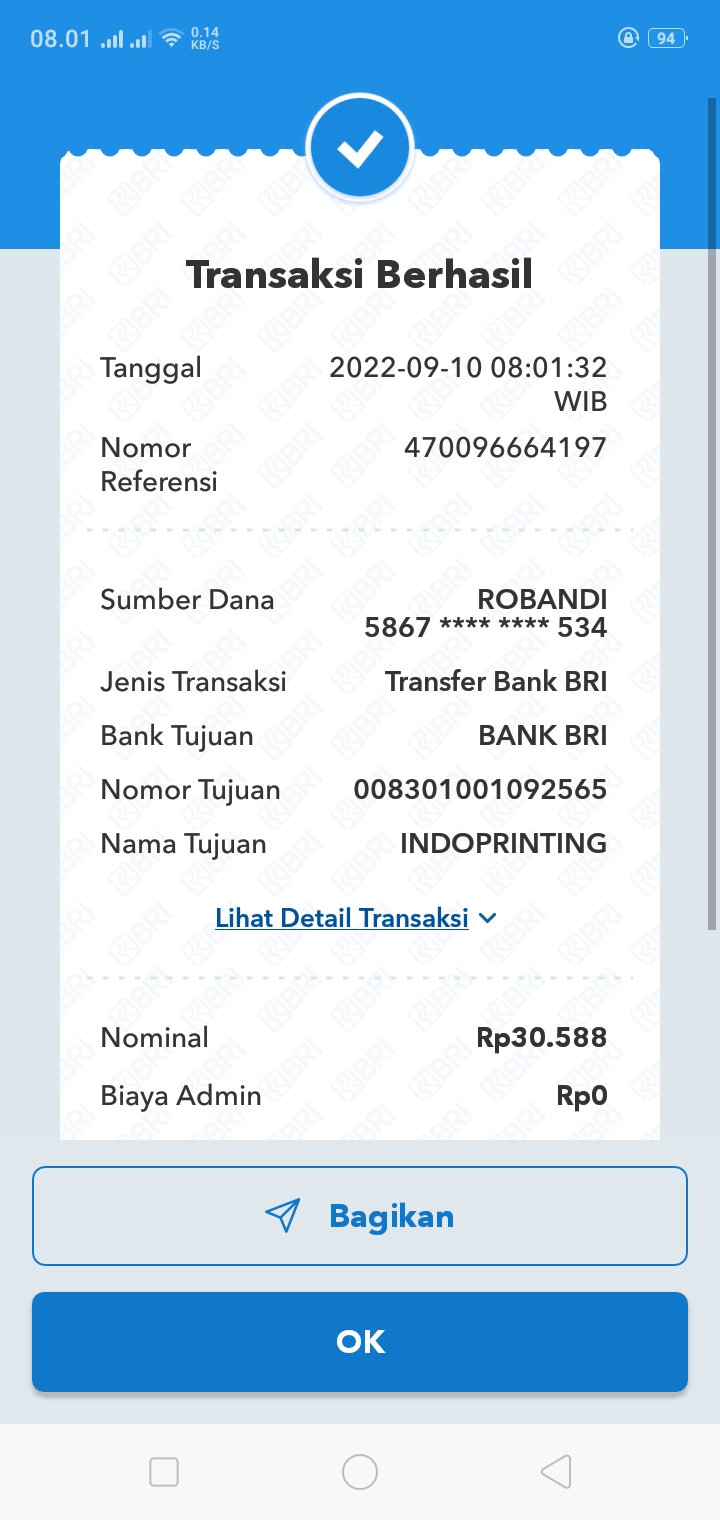 08.01
0.14
KB/S
94
Transaksi Berhasil
Tanggal 2022-09-10 08:01:32
WIB
Nomor 470096664197
Referensi
Sumber Dana ROBANDI
5867 **** **** 534
Jenis Transaksi Transfer Bank BRI
Bank Tujuan BANK BRI
Nomor Tujuan 008301001092565
Nama Tujuan INDOPRINTING
Lihat Detail Transaksi
Nominal Rp30.588
Biaya Admin Rp0
Bagikan
OK